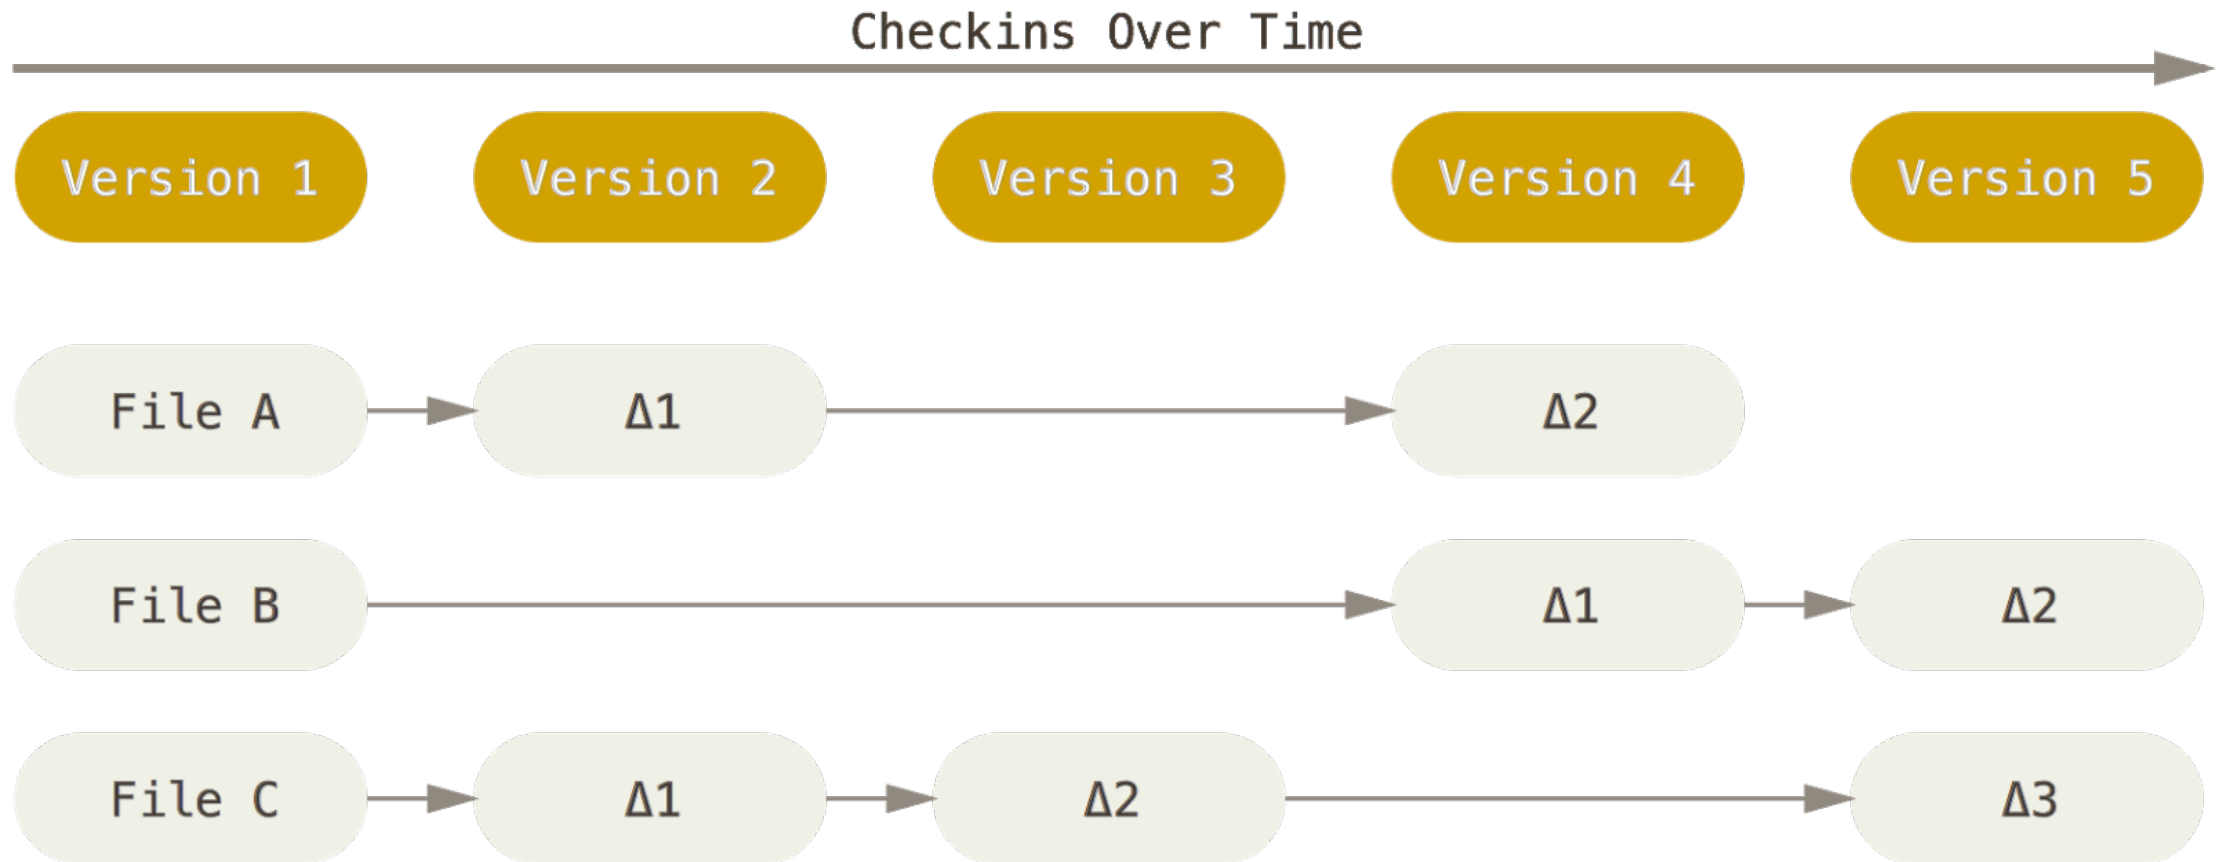 Checkins Over Time
Version 1 Version 2 Version 3 Version 4 Version 5
File A Δ1 Δ2
File B Δ1 Δ2
File C Δ1 Δ2 Δ3